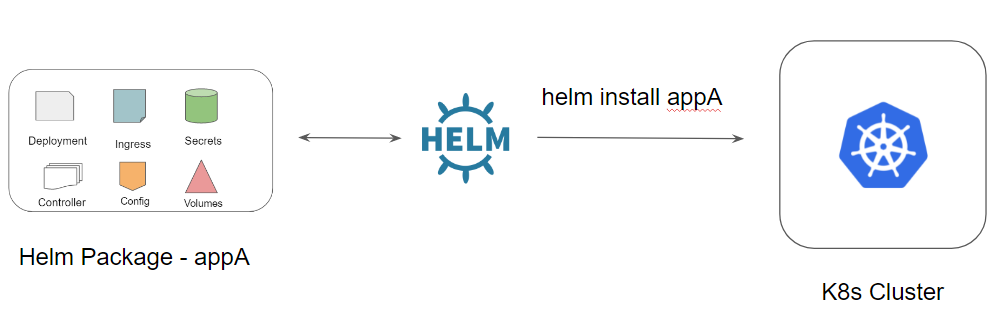 Deployment
Ingress
Secrets
Controller
Config
Volumes
Helm Package - appA
HELM
helm install appA
K8s Cluster